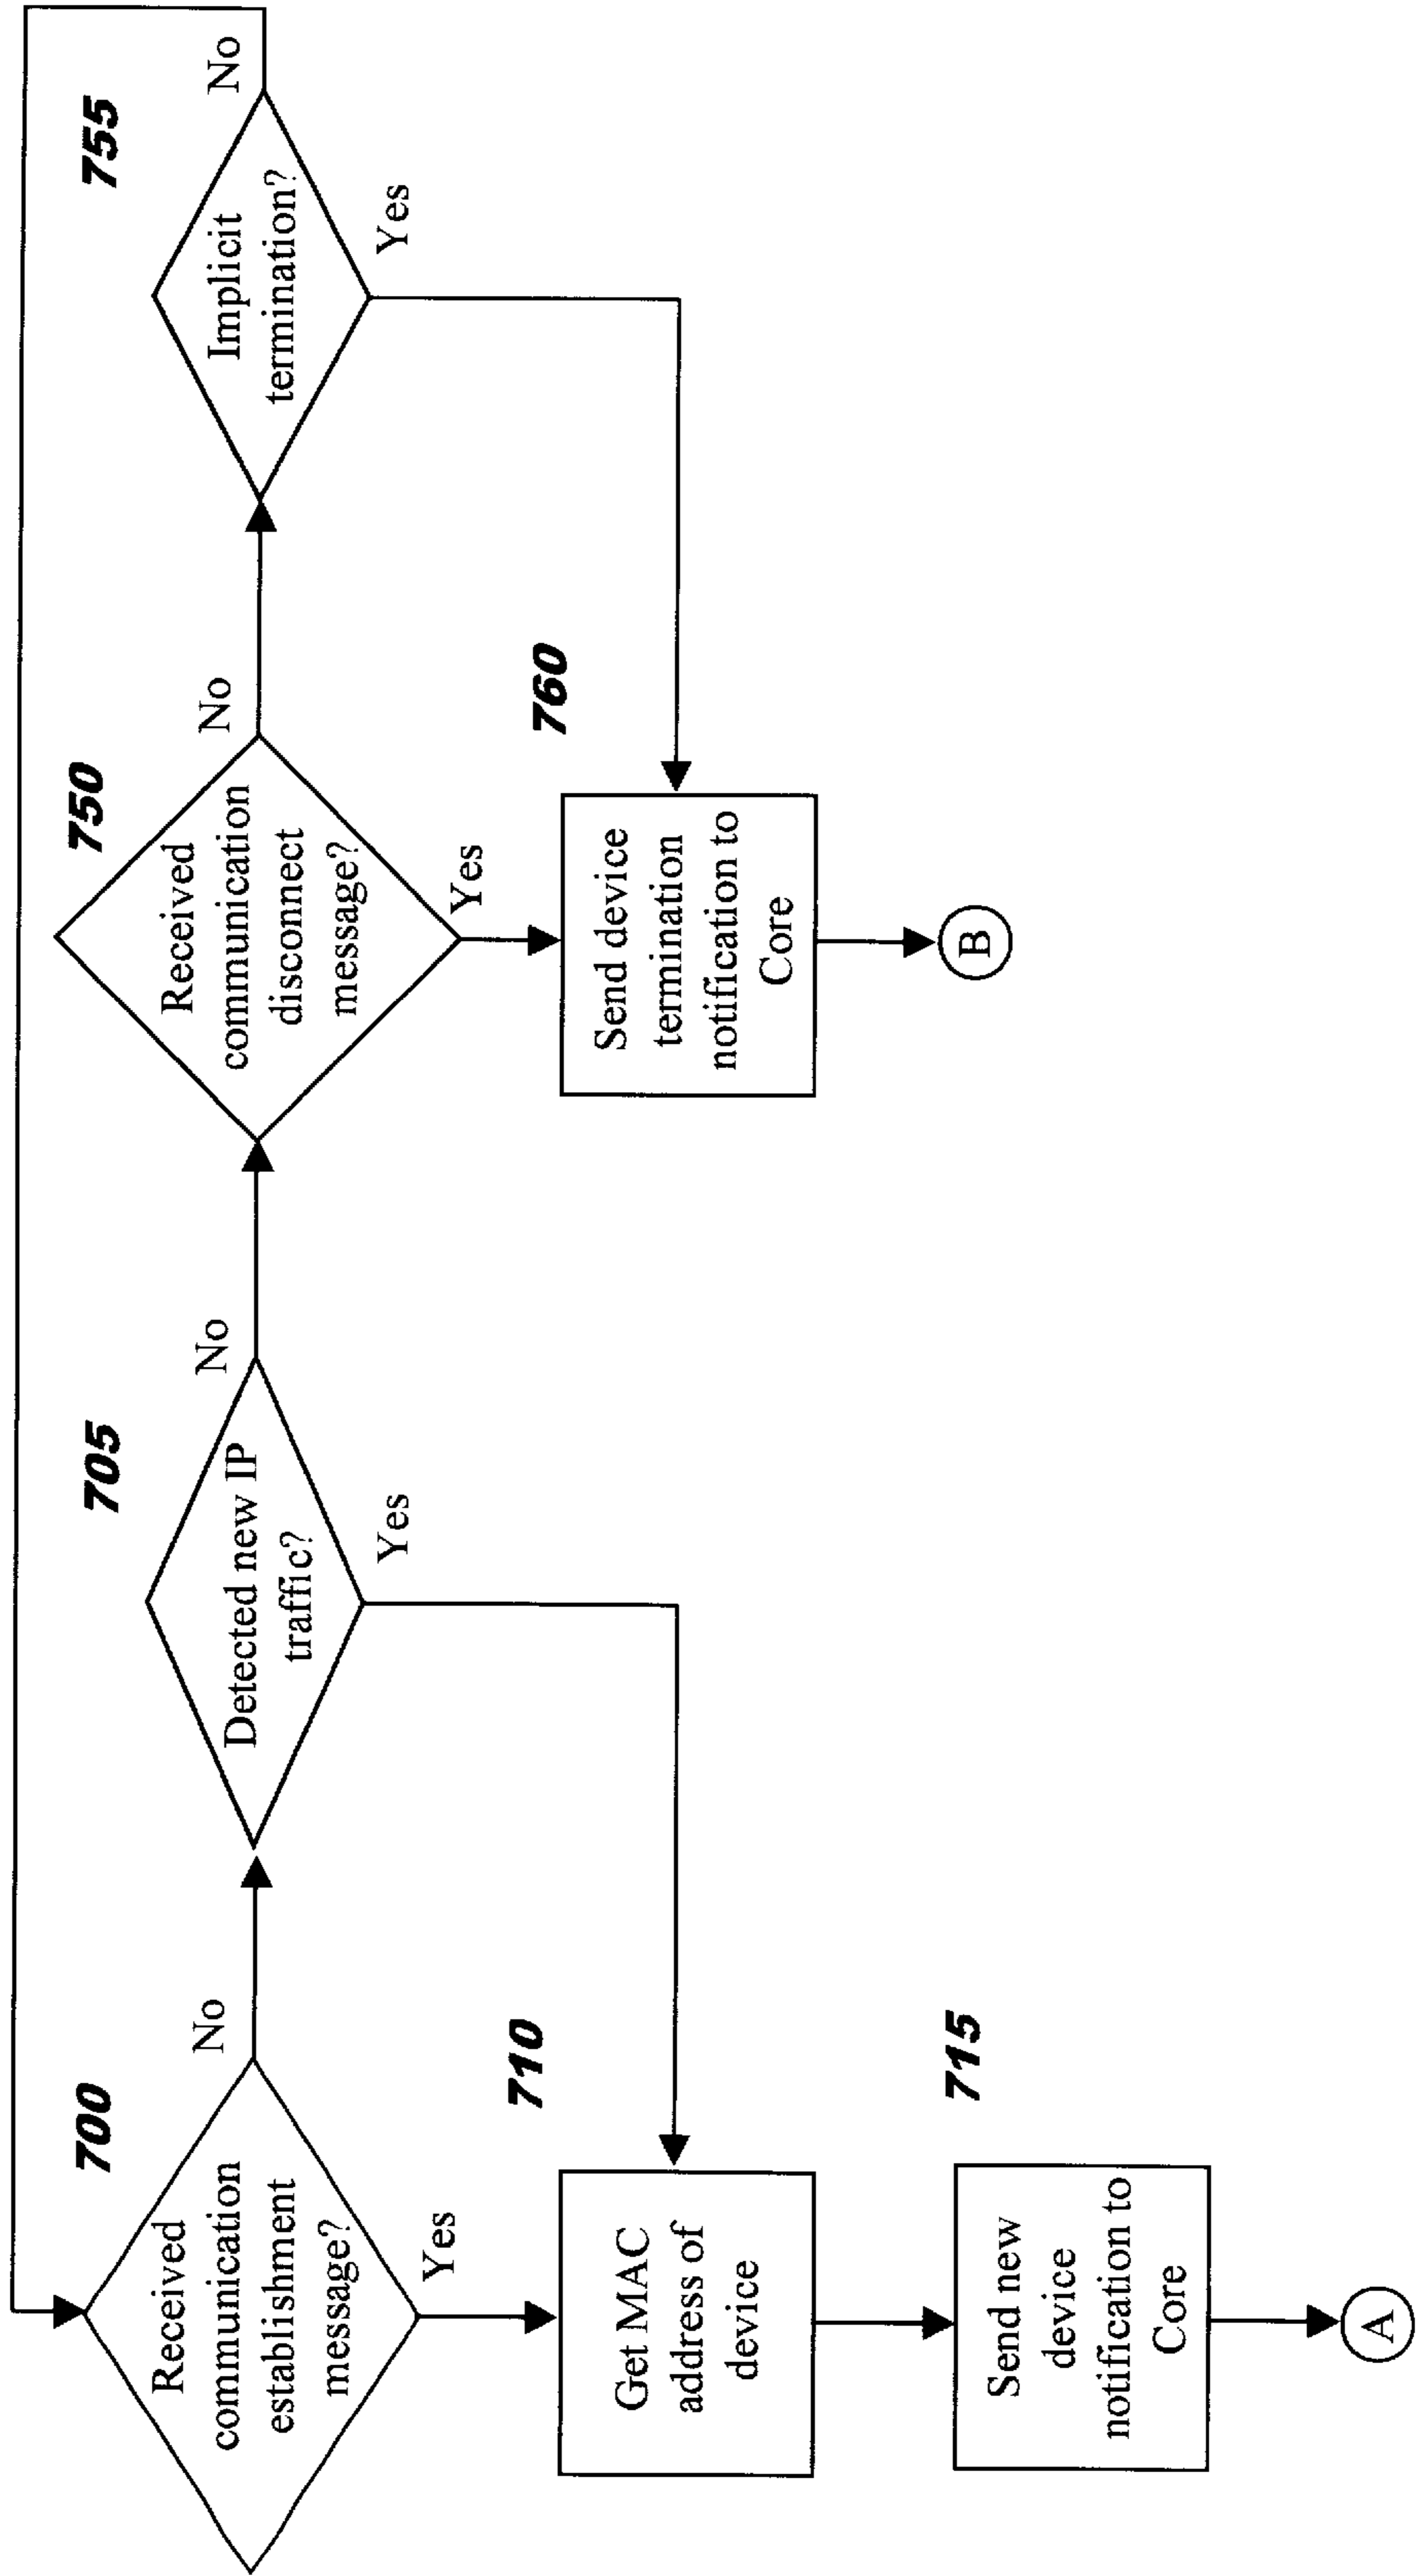 700
Received
communication
establishment
message?
No
Yes
705
Detected new IP
traffic?
No
Yes
750
Received
communication
disconnect
message?
No
Yes
755
Implicit
termination?
No
Yes
710
Get MAC
address of
device
760
Send device
termination
notification to
Core
B
715
Send new
device
notification to
Core
A